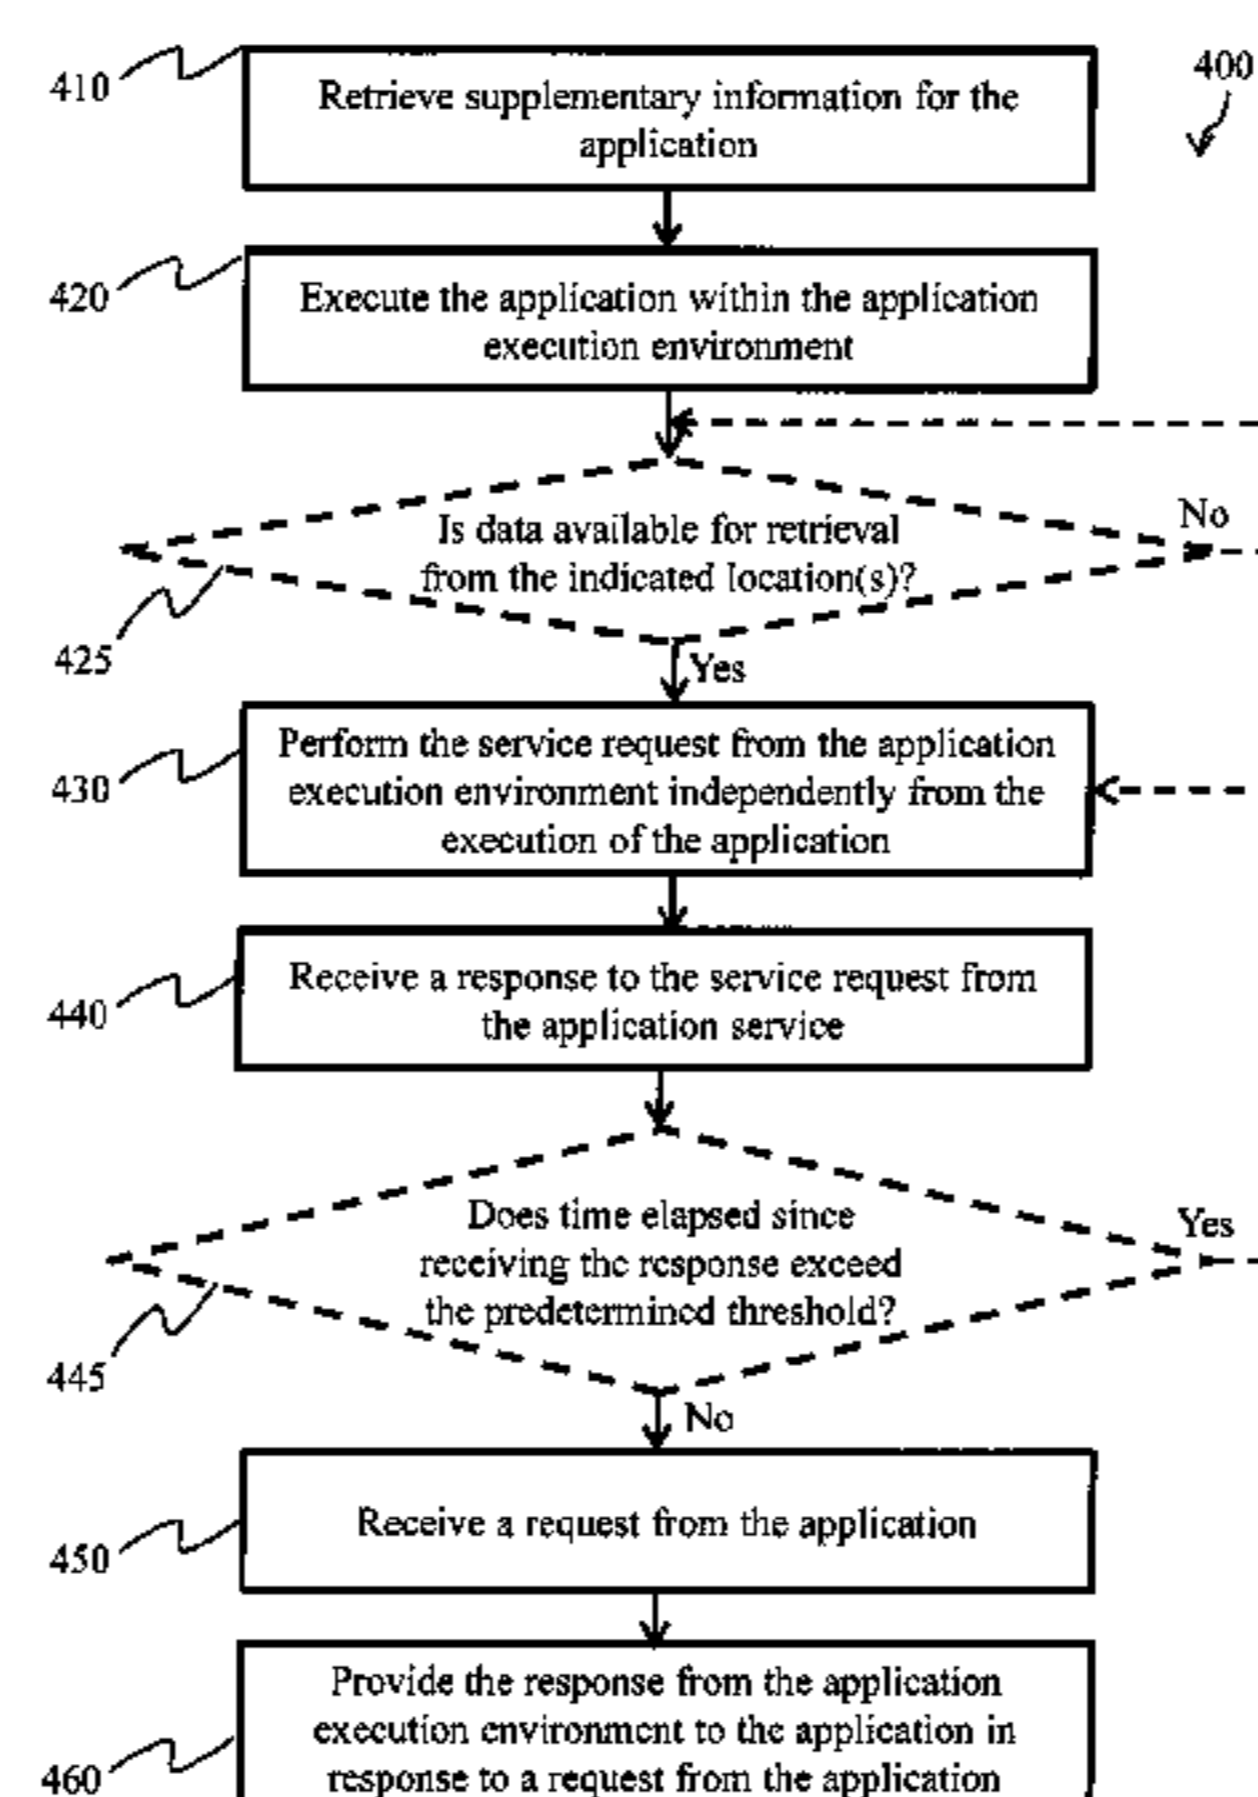 400
410
Retrieve supplementary information for the
application
420
Execute the application within the application
execution environment
Is data available for retrieval
from the indicated location(s)?
No
425
Yes
430
Perform the service request from the application
execution environment independently from the
execution of the application
440
Receive a response to the service request from
the application service
Does time elapsed since
receiving the response exceed
the predetermined threshold?
Yes
445
No
450
Receive a request from the application
460
Provide the response from the application
execution environment to the application in
response to a request from the application